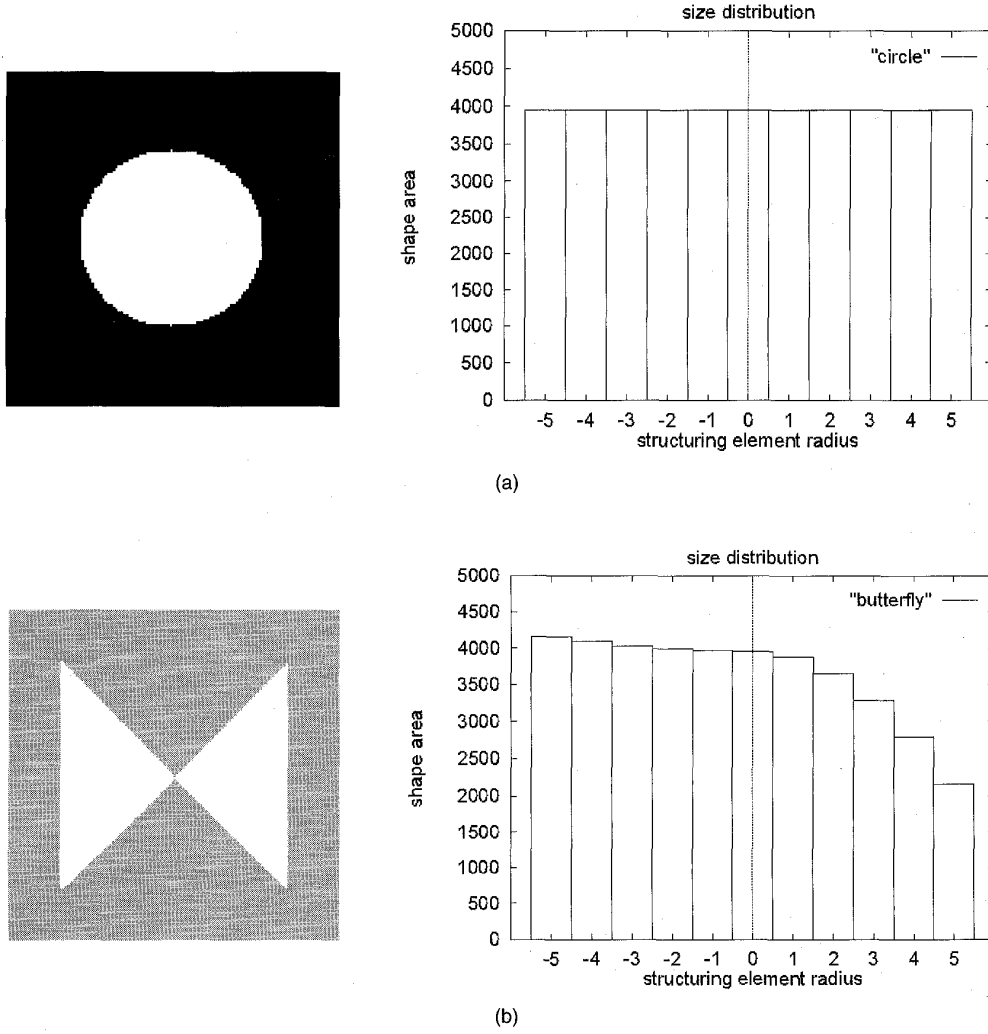 size distribution
5000
"circle"
4500
4000
3500
3000
2500
2000
1500
1000
500
0
shape area
-5 -4 -3 -2 -1 0 1 2 3 4 5
structuring element radius
(a)
size distribution
5000
"butterfly"
4500
4000
3500
3000
2500
2000
1500
1000
500
0
shape area
-5 -4 -3 -2 -1 0 1 2 3 4 5
structuring element radius
(b)